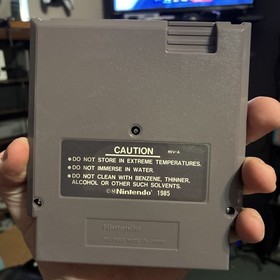 CAUTION REV-A
• DO NOT STORE IN EXTREME TEMPERATURES.
• DO NOT IMMERSE IN WATER.
• DO NOT CLEAN WITH BENZENE, THINNER,
ALCOHOL OR OTHER SUCH SOLVENTS.
©Nintendo 1985
Nintendo